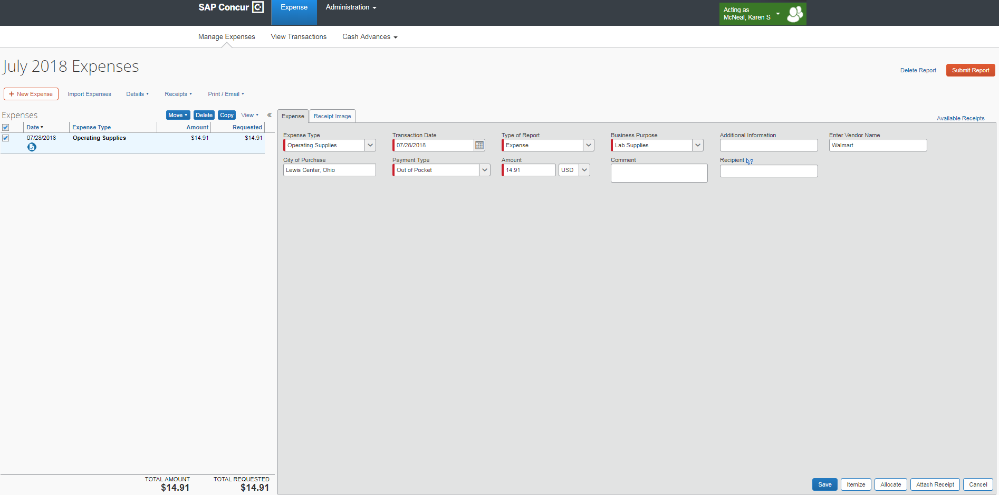 SAP Concur C Expense Administration
Acting as
McNeal, Karen S
Manage Expenses View Transactions Cash Advances
July 2018 Expenses
Delete Report Submit Report
+ New Expense Import Expenses Details Receipts Print / Email
Expenses Move Delete Copy View «
Date Expense Type Amount Requested
07/28/2018 Operating Supplies $14.91 $14.91
TOTAL AMOUNT TOTAL REQUESTED
$14.91 $14.91
Expense Receipt Image
Available Receipts
Expense Type Transaction Date Type of Report Business Purpose Additional Information Enter Vendor Name
Operating Supplies 07/28/2018 Expense Lab Supplies Walmart
City of Purchase Payment Type Amount Comment Recipient ?
Lewis Center, Ohio Out of Pocket 14.91 USD
Save Itemize Allocate Attach Receipt Cancel